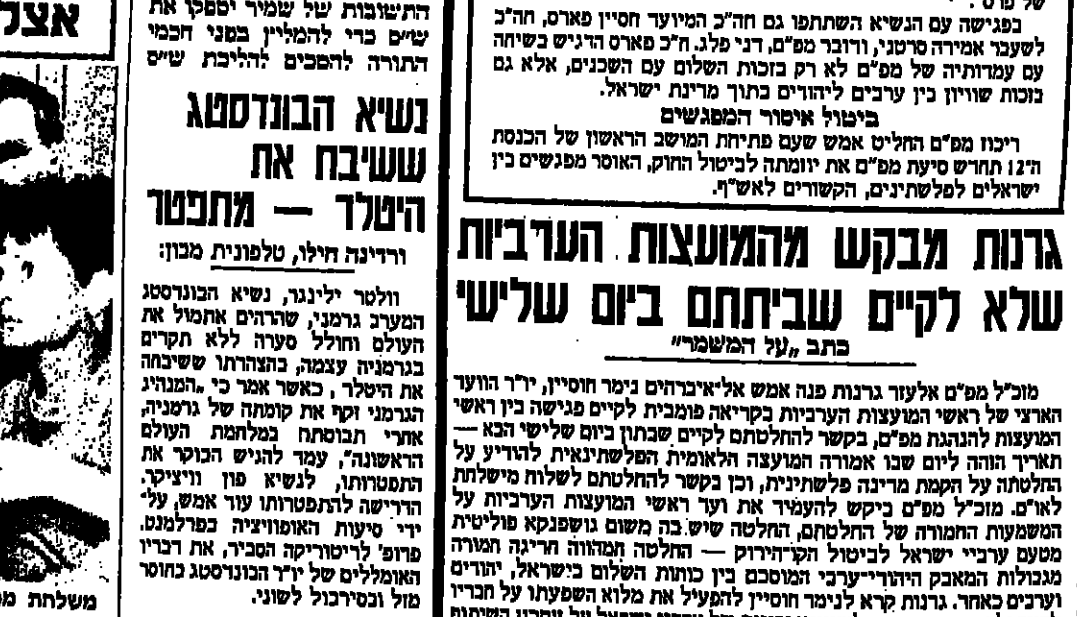 בפגישה עם הנשיא השתתפו גם חה״כ המיועד חסיין פארס, חה״כ
לשעבר אמירה סרטני, ודובר מפ״ם, דני פלג. ח״כ פארס הדגיש בשיחה
עם עמדותיה של מפ״ם לא רק בזכות השלום עם השכנים, אלא גם
בזכות שוויון בין ערבים ליהודים בתוך מדינת ישראל.
ביטול איסור המפגשים
ריכוז מפ״ם החליט אמש שעם פתיחת המושב הראשון של הכנסת
ה־12 תחדש סיעת מפ״ם את יוזמתה לביטול החוק, האוסר מפגשים בין
ישראלים לפלשתינים, הקשורים לאש״ף.
גרנות מבקש מהמועצות הערביות
שלא לקיים שביתתם ביום שלישי
כתב „על המשמר״
מזכ״ל מפ״ם אלעזר גרנות פנה אמש אל־איברהים נימר חוסיין, יו״ר הוועד
הארצי של ראשי המועצות הערביות בקריאה פומבית לקיים פגישה בין ראשי
המועצות להנהגת מפ״ם, בקשר להחלטתם לקיים שבתון ביום שלישי הבא —
תאריך הזהה ליום שבו אמורה המועצה הלאומית הפלשתינאית להודיע על
החלטתה על הקמת מדינה פלשתינית, וכן בקשר להחלטתם לשלוח מישלחת
לאו״ם. מזכ״ל מפ״ם ביקש להעמיד את ועד ראשי המועצות הערביות על
המשמעות החמורה של החלטתם, החלטה שיש בה משום גושפנקא פוליטית
מטעם ערביי ישראל לביטול הקו־הירוק — החלטה המהווה חריגה חמורה
מגבולות המאבק היהודי־ערבי המוסכם בין כוחות השלום בישראל, יהודים
וערבים כאחד. גרנות קרא לנימר חוסיין להפעיל את מלוא השפעתו על חבריו
התשובות של שמיר יספקו את
ש״ס כדי להמליץ בפני חכמי
התורה להסכים להליכת ש״ס
נשיא הבונדסטג
ששיבח את
היטלר — מתפטר
ורדינה חילו, טלפונית מבון:
וולטר ילינגר, נשיא הבונדסטג
המערב גרמני, שהרהים אתמול את
העולם וחולל סערה ללא תקדים
בגרמניה עצמה, בהצהרתו ששיבחה
את היטלר, כאשר אמר כי „המנהיג
הגרמני זקף את קומתה של גרמניה,
אחרי תבוסתה במלחמת העולם
הראשונה״, עמד להגיש הבוקר את
התפטרותו, לנשיא פון וויציקר.
הדרישה להתפטרותו עוד אמש, על־
ידי סיעות האופוזיציה בפרלמנט.
פרופ׳ לריטוריקה הסביר, את דבריו
האומללים של יו״ר הבונדסטג בחוסר
מזל ובסירבול לשוני.
אצל
משלחת